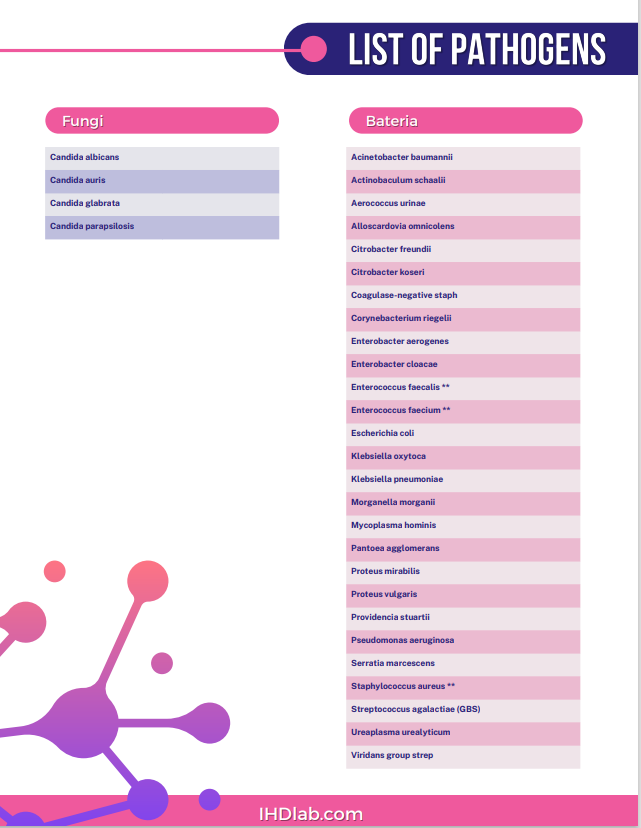 LIST OF PATHOGENS
Fungi
Candida albicans
Candida auris
Candida glabrata
Candida parapsilosis
Bateria
Acinetobacter baumannii
Actinobaculum schaalii
Aerococcus urinae
Alloscardovia omnicolens
Citrobacter freundii
Citrobacter koseri
Coagulase-negative staph
Corynebacterium riegelii
Enterobacter aerogenes
Enterobacter cloacae
Enterococcus faecalis **
Enterococcus faecium **
Escherichia coli
Klebsiella oxytoca
Klebsiella pneumoniae
Morganella morganii
Mycoplasma hominis
Pantoea agglomerans
Proteus mirabilis
Proteus vulgaris
Providencia stuartii
Pseudomonas aeruginosa
Serratia marcescens
Staphylococcus aureus **
Streptococcus agalactiae (GBS)
Ureaplasma urealyticum
Viridans group strep
IHDlab.com